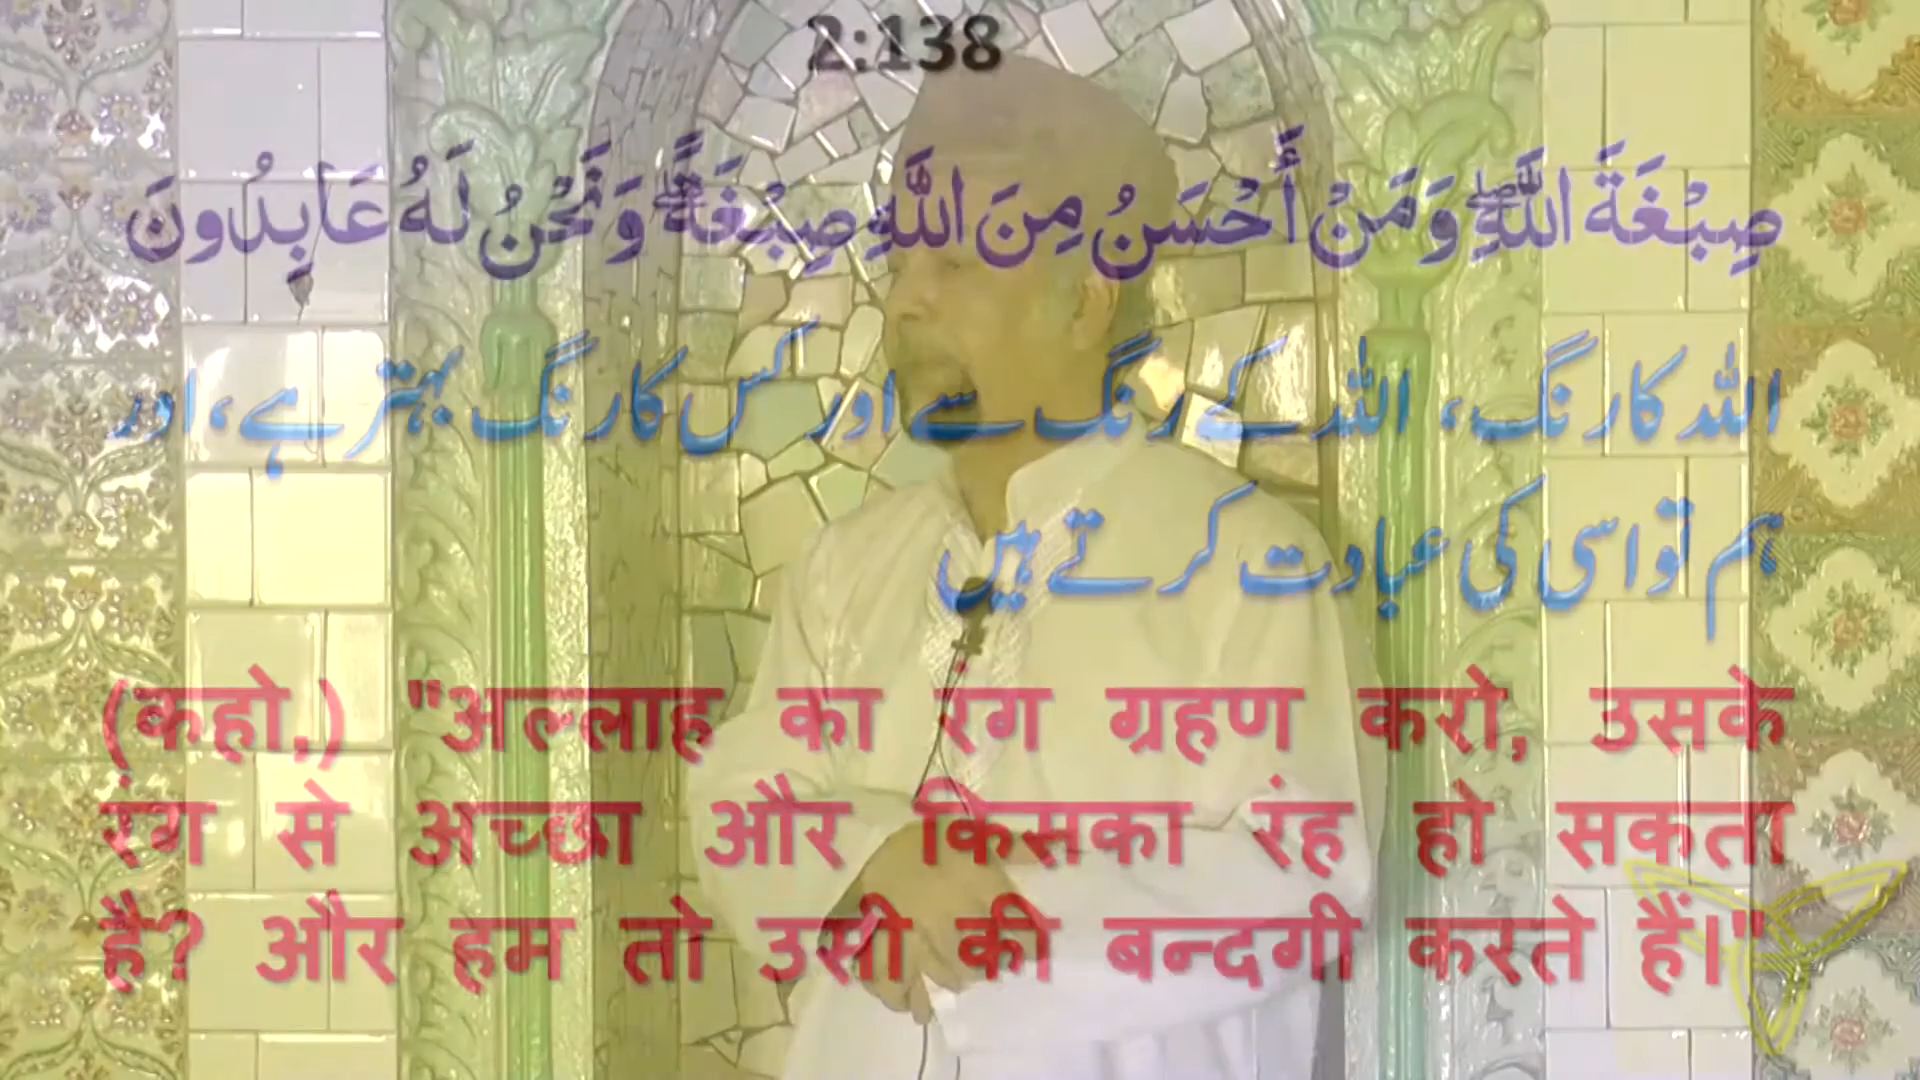 2:138
صِبْغَةَ اللَّهِ ۖ وَمَنْ أَحْسَنُ مِنَ اللَّهِ صِبْغَةً ۖ وَنَحْنُ لَهُ عَابِدُونَ
اللہ کا رنگ، اللہ کے رنگ سے اور کس کا رنگ بہتر ہے، اور
ہم تو اسی کی عبادت کرتے ہیں
(कहो,) "अल्लाह का रंग ग्रहण करो, उसके
रंग से अच्छा और किसका रंह हो सकता
है? और हम तो उसी की बन्दगी करते हैं।"